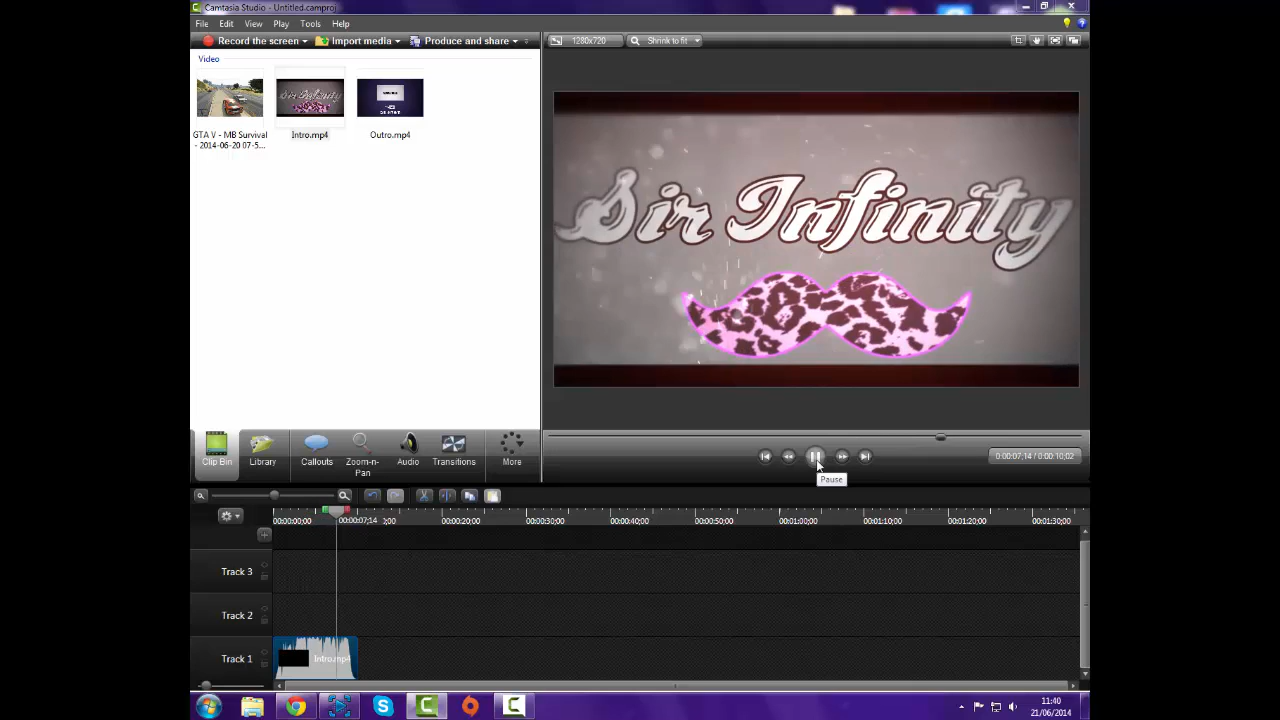 Camtasia Studio - Untitled.camproj
File Edit View Play Tools Help
Record the screen Import media Produce and share
1280x720 Shrink to fit
Video
GTA V - MB Survival - 2014-06-20 07-5...
Intro.mp4
Outro.mp4
Sir Infinity
Clip Bin
Library
Callouts
Zoom-n-Pan
Audio
Transitions
More
0:00:07;14 / 0:00:10;02
Pause
00:00:00;00 00:00:07;14 ;00 00:00:20;00 00:00:30;00 00:00:40;00 00:00:50;00 00:01:00;00 00:01:10;00 00:01:20;00 00:01:30;00
Track 3
Track 2
Track 1
Intro.mp4
11:40
21/06/2014